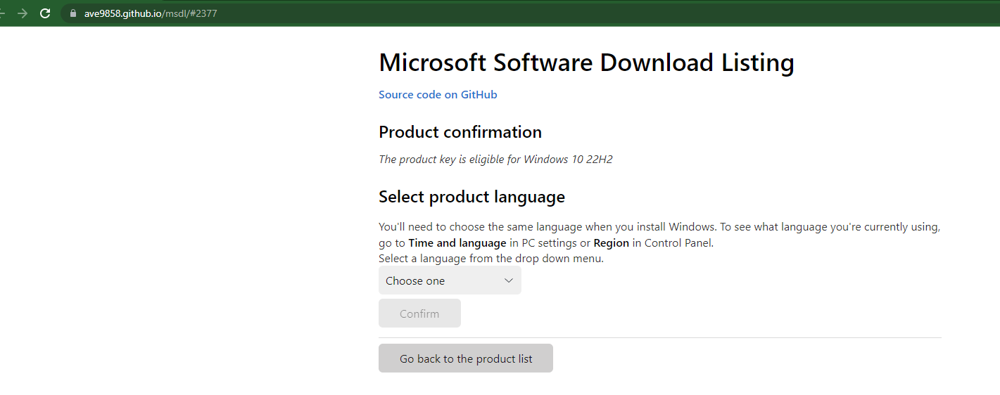 ave9858.github.io/msdl/#2377
Microsoft Software Download Listing
Source code on GitHub
Product confirmation
The product key is eligible for Windows 10 22H2
Select product language
You'll need to choose the same language when you install Windows. To see what language you're currently using,
go to Time and language in PC settings or Region in Control Panel.
Select a language from the drop down menu.
Choose one
Confirm
Go back to the product list